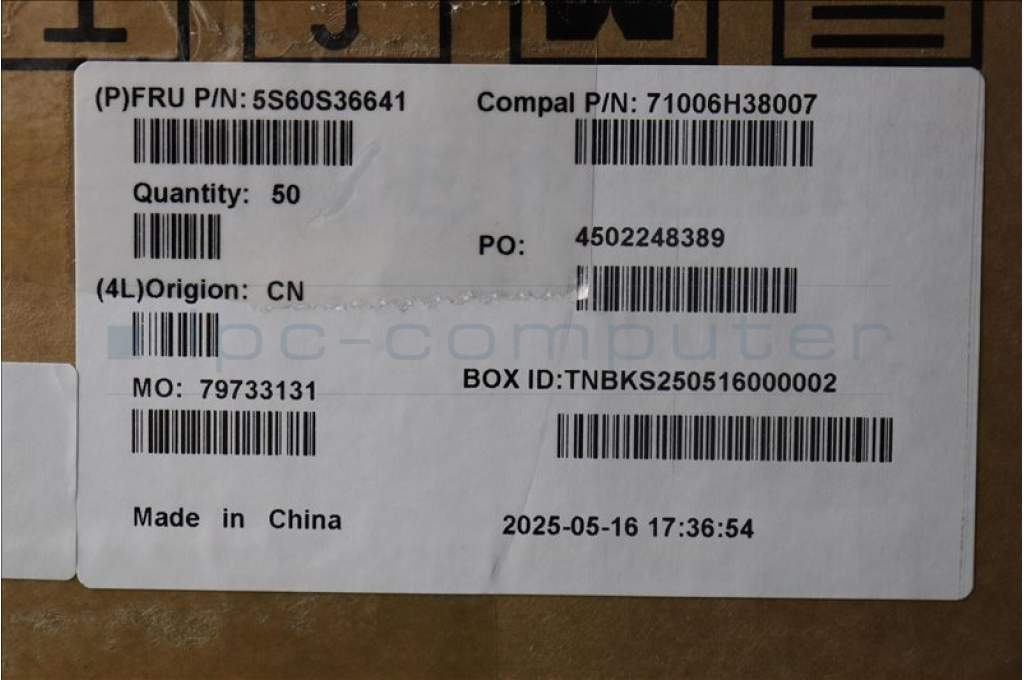 (P)FRU P/N: 5S60S36641
Compal P/N: 71006H38007
Quantity: 50
PO: 4502248389
(4L)Origion: CN
pc-computer
MO: 79733131
BOX ID:TNBKS250516000002
Made in China
2025-05-16 17:36:54